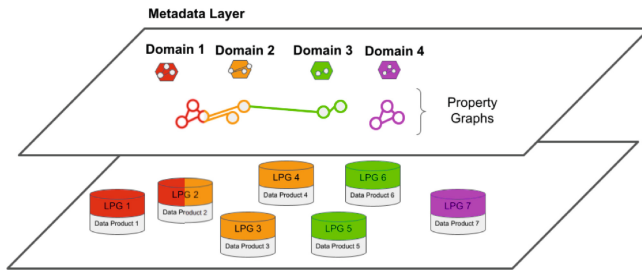 Metadata Layer
Domain 1 Domain 2 Domain 3 Domain 4
Property
Graphs
LPG 4 LPG 6
Data Product 4 Data Product 6
LPG 1 LPG 2 LPG 7
Data Product 1 Data Product 2 Data Product 7
LPG 3 LPG 5
Data Product 3 Data Product 5